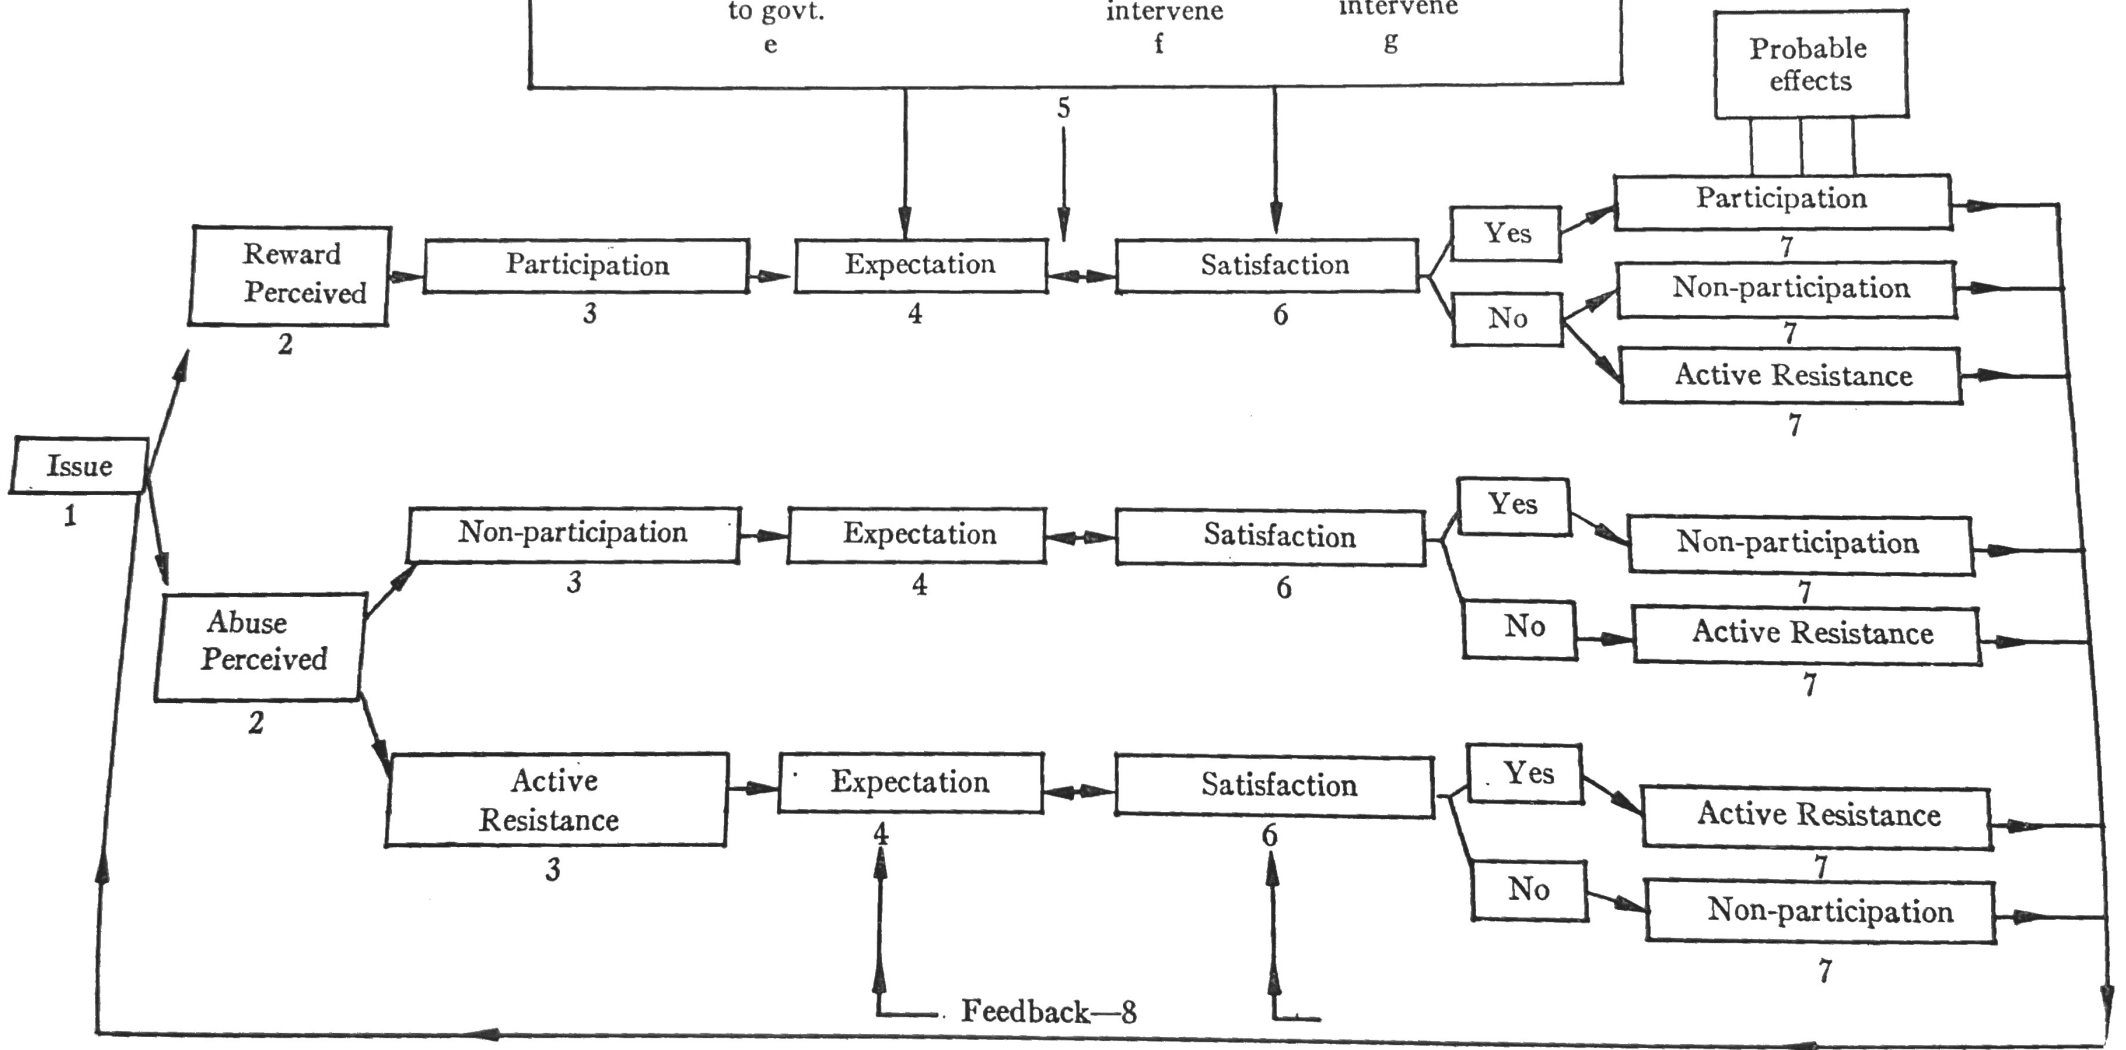 to govt.
intervene
intervene
e
f
g
Probable
effects
5
Participation
7
Yes
Reward
Perceived
2
Participation
3
Expectation
4
Satisfaction
6
Non-participation
7
No
Active Resistance
7
Issue
1
Yes
Non-participation
3
Expectation
4
Satisfaction
6
Non-participation
7
Abuse
Perceived
2
No
Active Resistance
7
Yes
Active
Resistance
3
Expectation
4
Satisfaction
6
Active Resistance
7
No
Non-participation
7
Feedback—8